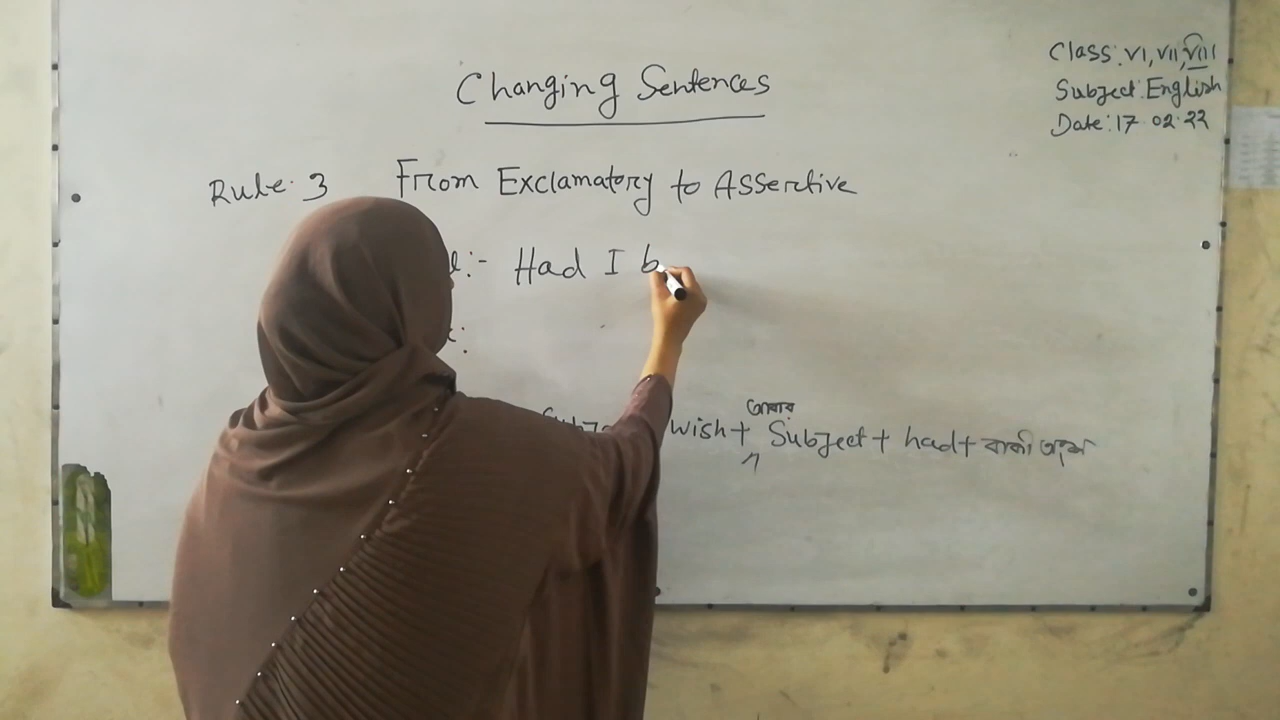 Changing Sentences
Class: VI, VII, VIII
Subject: English
Date: 17.02.22
Rule: 3 From Exclamatory to Assertive
:- Had I b
:
wish + আবার Subject + had + বাকী অংশ